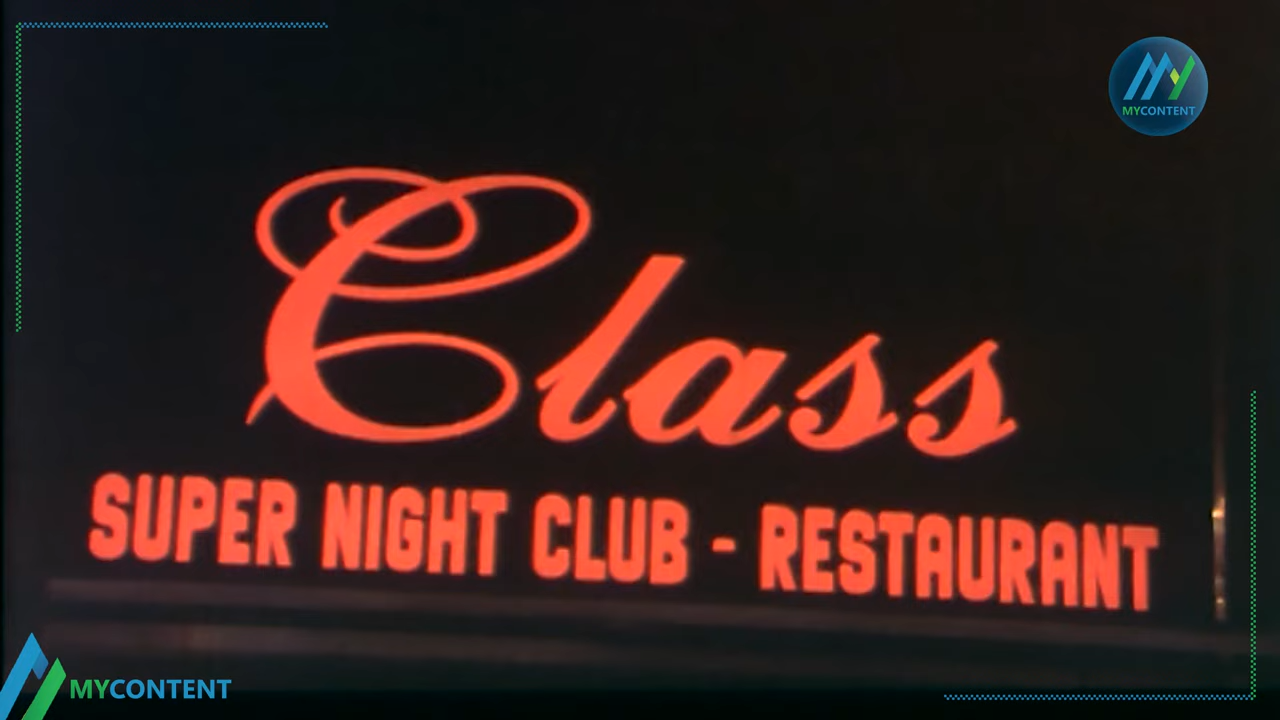 MYCONTENT
Class
SUPER NIGHT CLUB - RESTAURANT
MYCONTENT